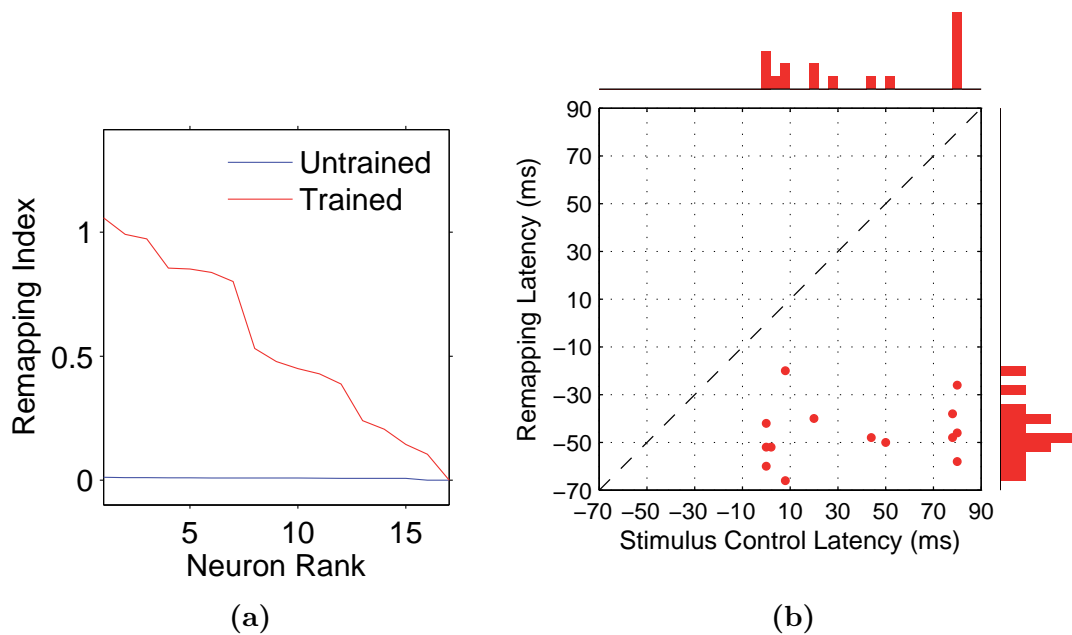 Untrained
Trained
Remapping Index
1
0.5
0
5 10 15
Neuron Rank
(a)
Remapping Latency (ms)
90
70
50
30
10
−10
−30
−50
−70
−70 −50 −30 −10 10 30 50 70 90
Stimulus Control Latency (ms)
(b)